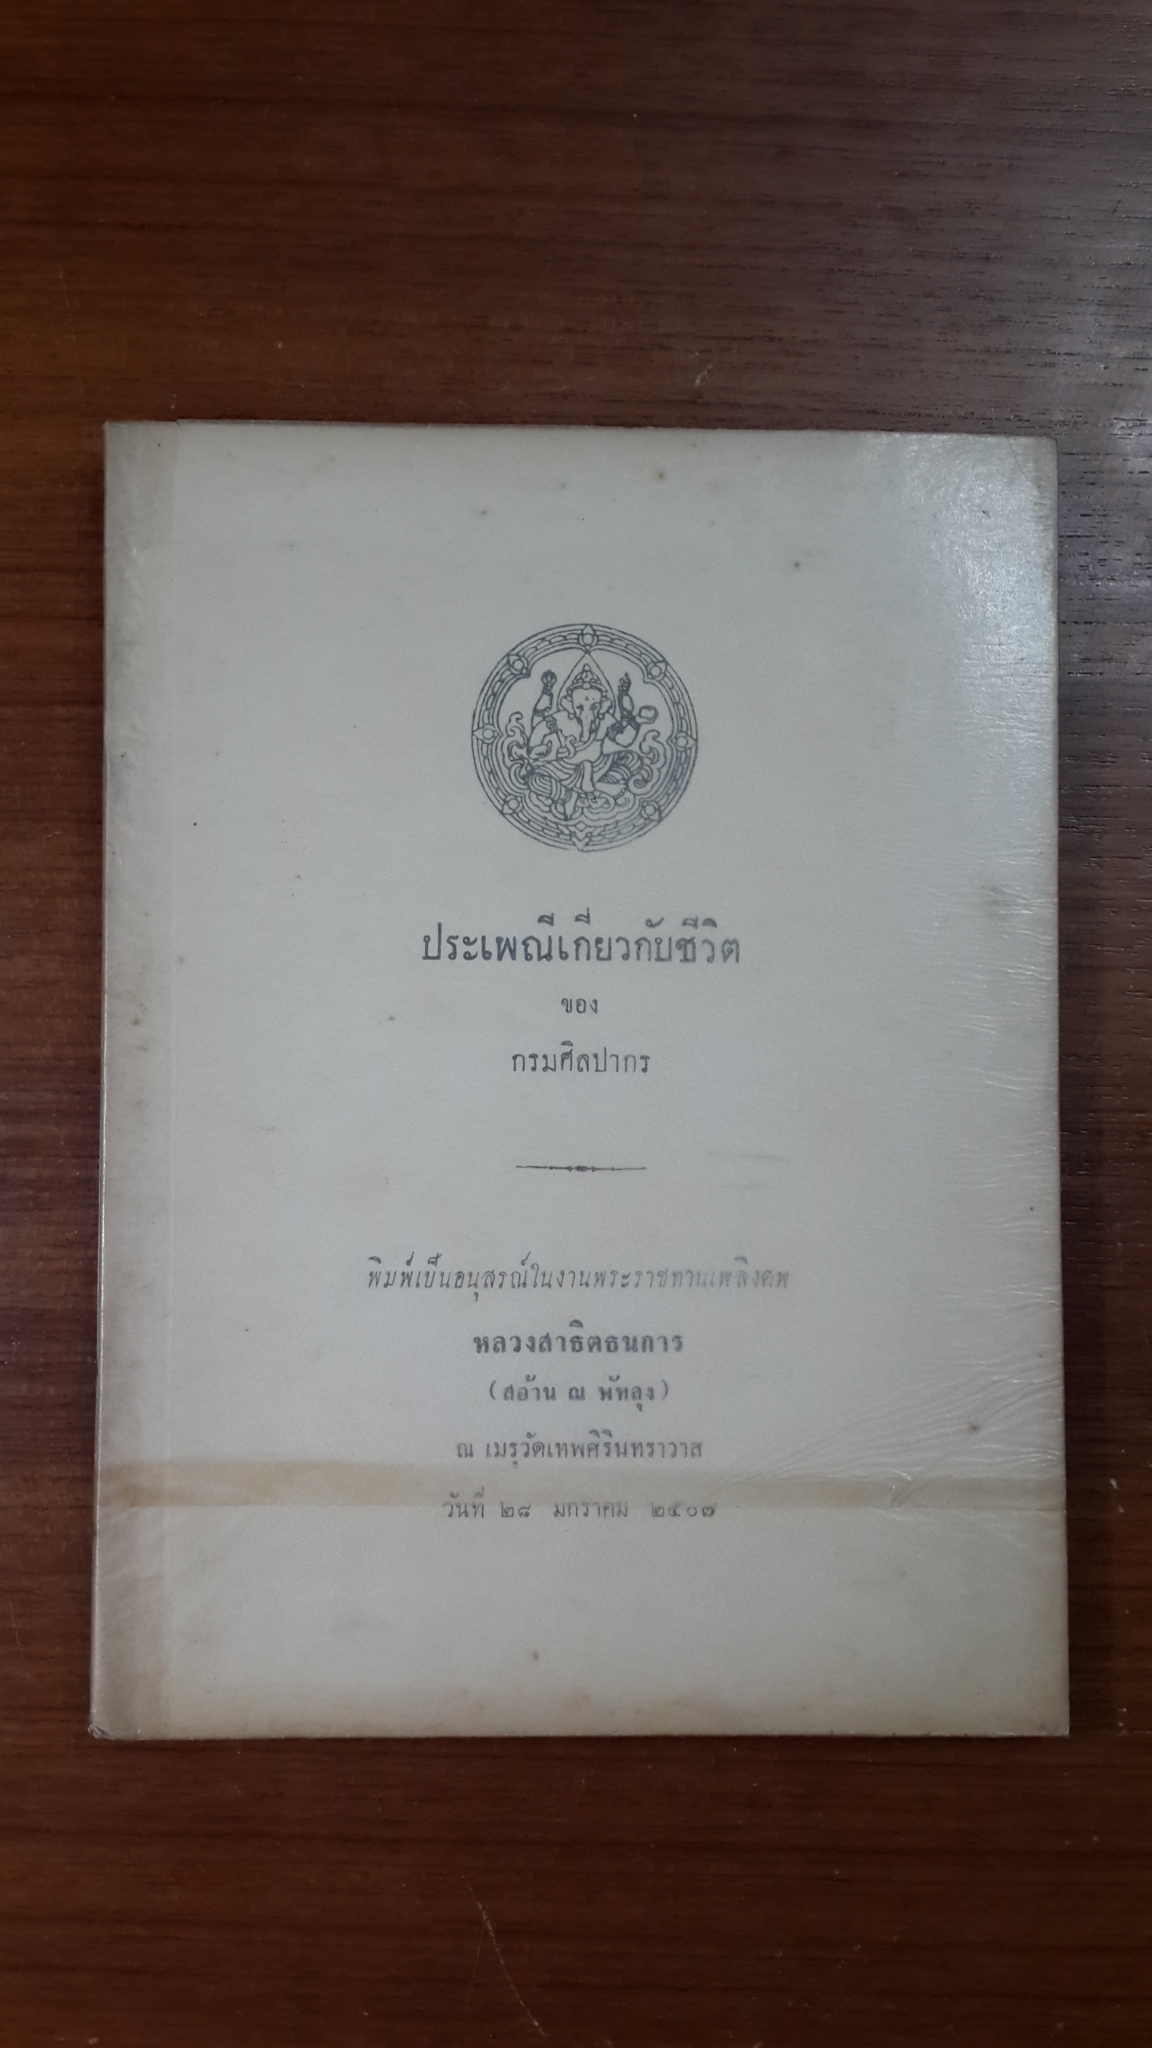 ประเพณีเกี่ยวกับชีวิต
ของ
กรมศิลปากร
พิมพ์เป็นอนุสรณ์ในงานพระราชทานเพลิงศพ
หลวงสาธิตธนการ
(สอ้าน ณ พัทลุง)
ณ เมรุวัดเทพศิรินทราวาส
วันที่ ๒๘ มกราคม ๒๕๐๗